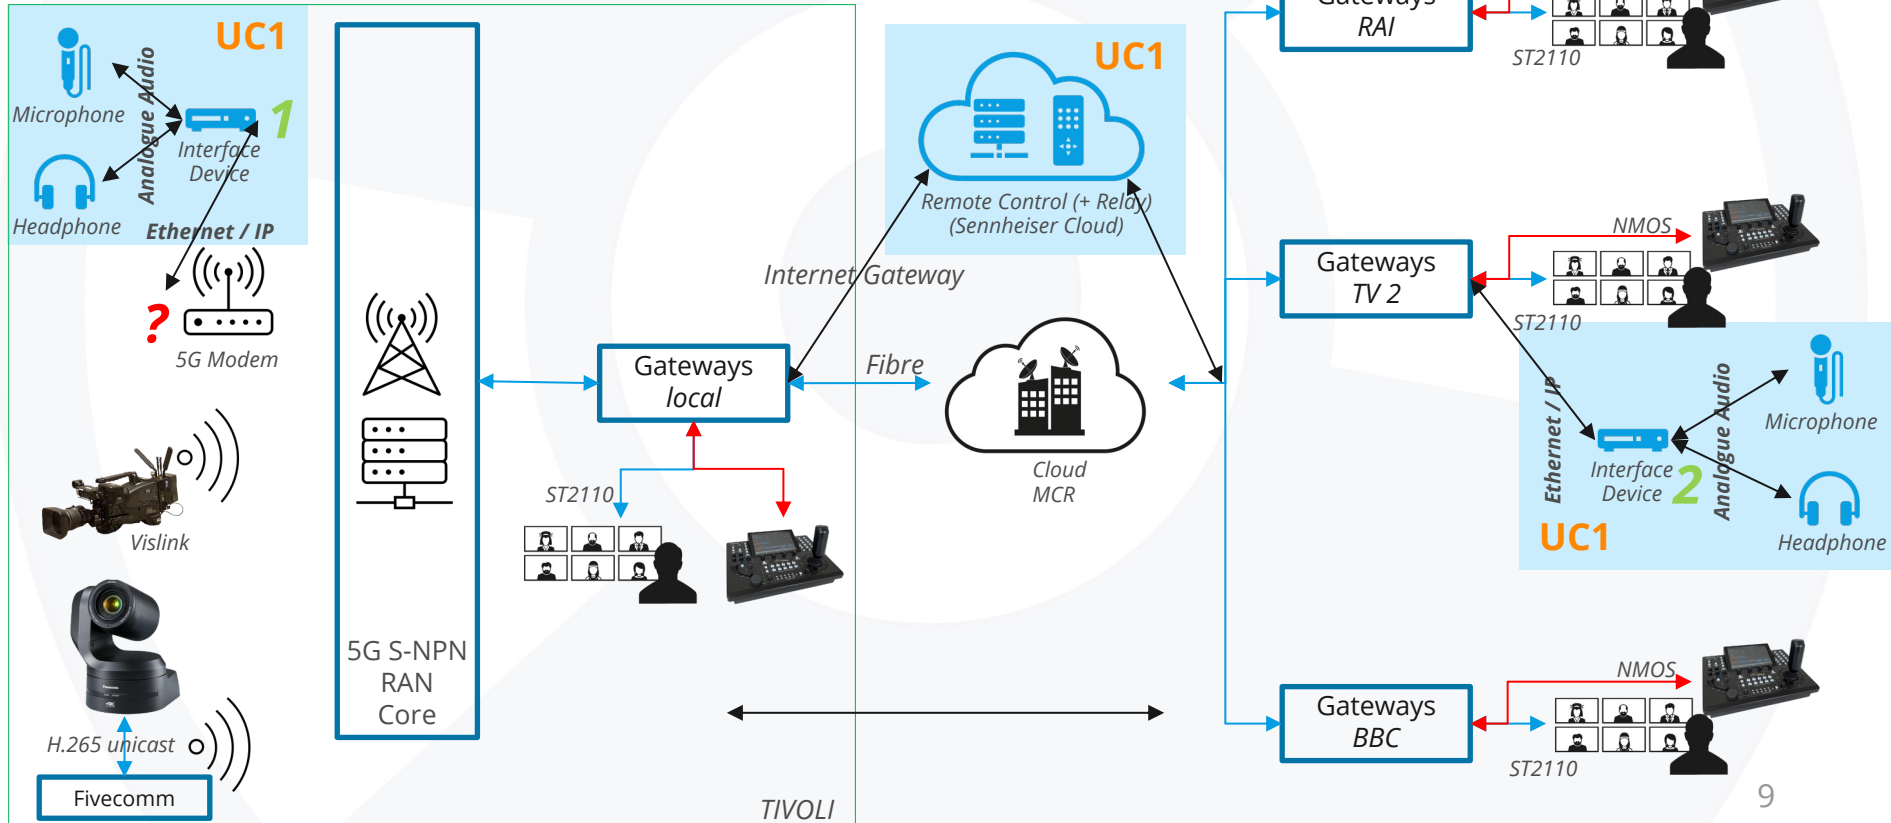 UC1
Microphone
Analogue Audio
1
Interface
Device
Headphone
Ethernet / IP
?
5G Modem
Vislink
H.265 unicast
Fivecomm
5G S-NPN
RAN
Core
Gateways
local
ST2110
TIVOLI
Internet Gateway
Fibre
UC1
Remote Control (+ Relay)
(Sennheiser Cloud)
Cloud
MCR
Gateways
RAI
ST2110
Gateways
TV 2
NMOS
ST2110
Ethernet / IP
Interface
Device
2
Analogue Audio
Microphone
Headphone
UC1
Gateways
BBC
NMOS
ST2110
9